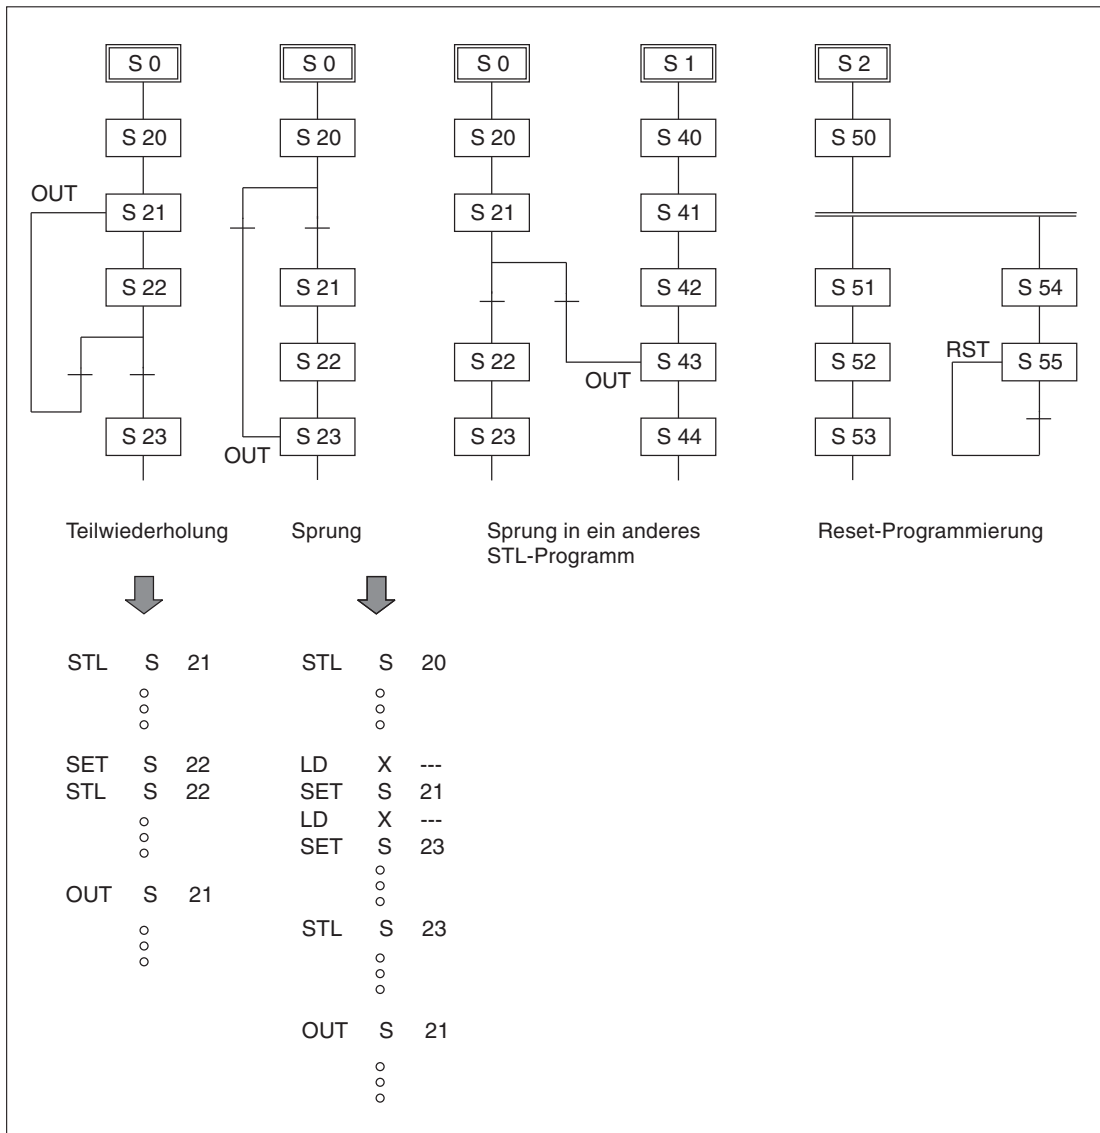 S 0 S 0 S 0 S 1 S 2
S 20 S 20 S 20 S 40 S 50
OUT
S 21 S 21 S 41
S 22 S 21 S 42 S 51 S 54
S 22 S 22 S 43 S 52 RST S 55
OUT
S 23 S 23 S 23 S 44 S 53
OUT
Teilwiederholung Sprung Sprung in ein anderes Reset-Programmierung
STL-Programm
STL S 21 STL S 20
SET S 22 LD X ---
STL S 22 SET S 21
LD X ---
SET S 23
OUT S 21
STL S 23
OUT S 21